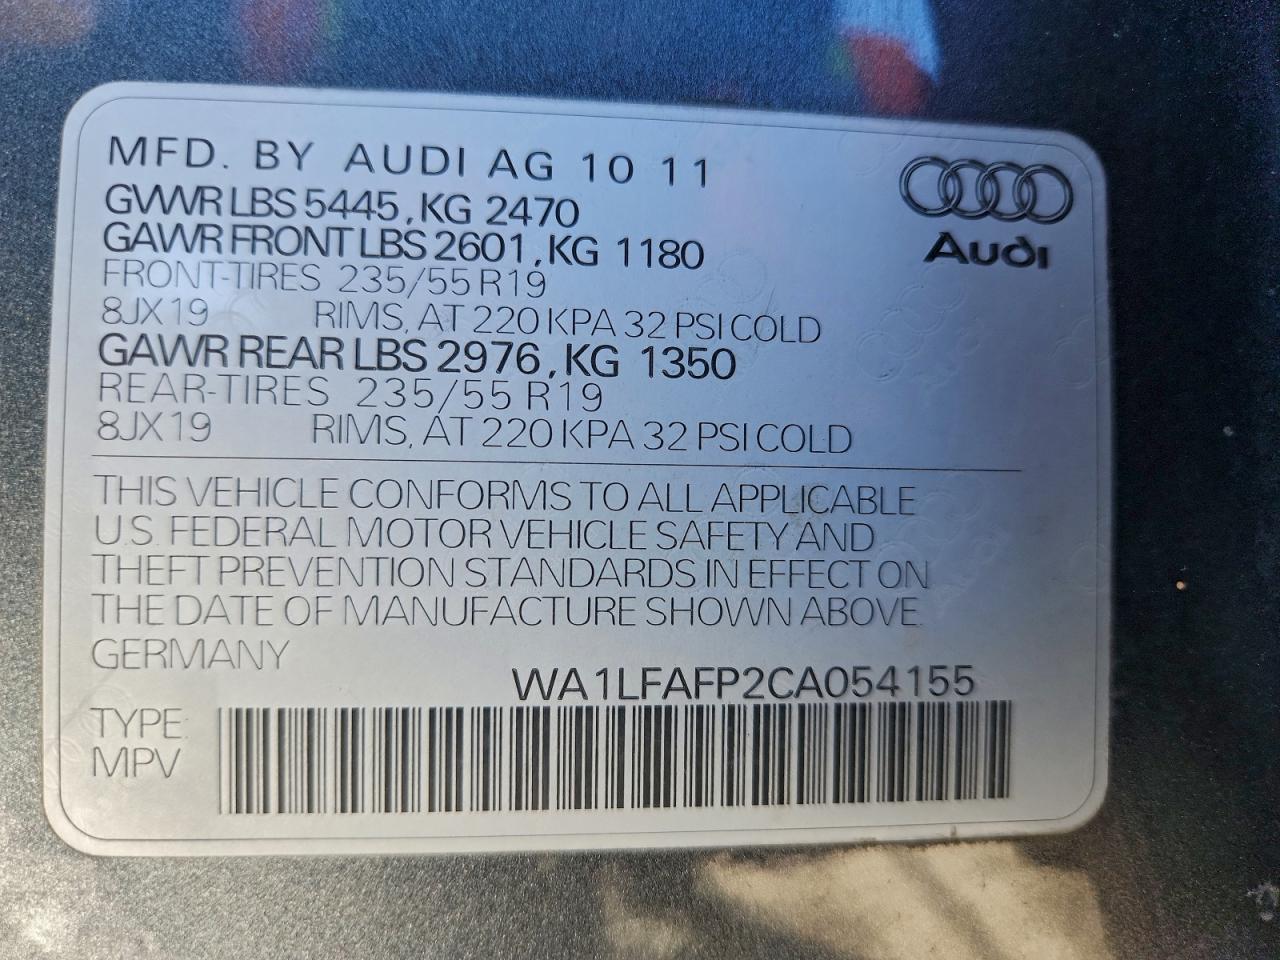 MFD. BY AUDI AG 10 11
GVWR LBS 5445, KG 2470
GAWR FRONT LBS 2601, KG 1180
FRONT-TIRES 235/55 R19
8JX19 RIMS, AT 220 KPA 32 PSI COLD
GAWR REAR LBS 2976, KG 1350
REAR-TIRES 235/55 R19
8JX19 RIMS, AT 220 KPA 32 PSI COLD
Audi
THIS VEHICLE CONFORMS TO ALL APPLICABLE
U.S. FEDERAL MOTOR VEHICLE SAFETY AND
THEFT PREVENTION STANDARDS IN EFFECT ON
THE DATE OF MANUFACTURE SHOWN ABOVE.
GERMANY
WA1LFAFP2CA054155
TYPE:
MPV